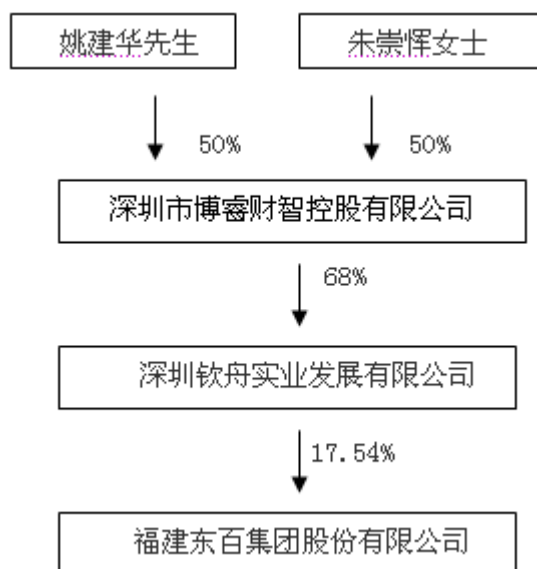 姚建华先生
朱崇恽女士
50%
50%
深圳市博睿财智控股有限公司
68%
深圳钦舟实业发展有限公司
17.54%
福建东百集团股份有限公司